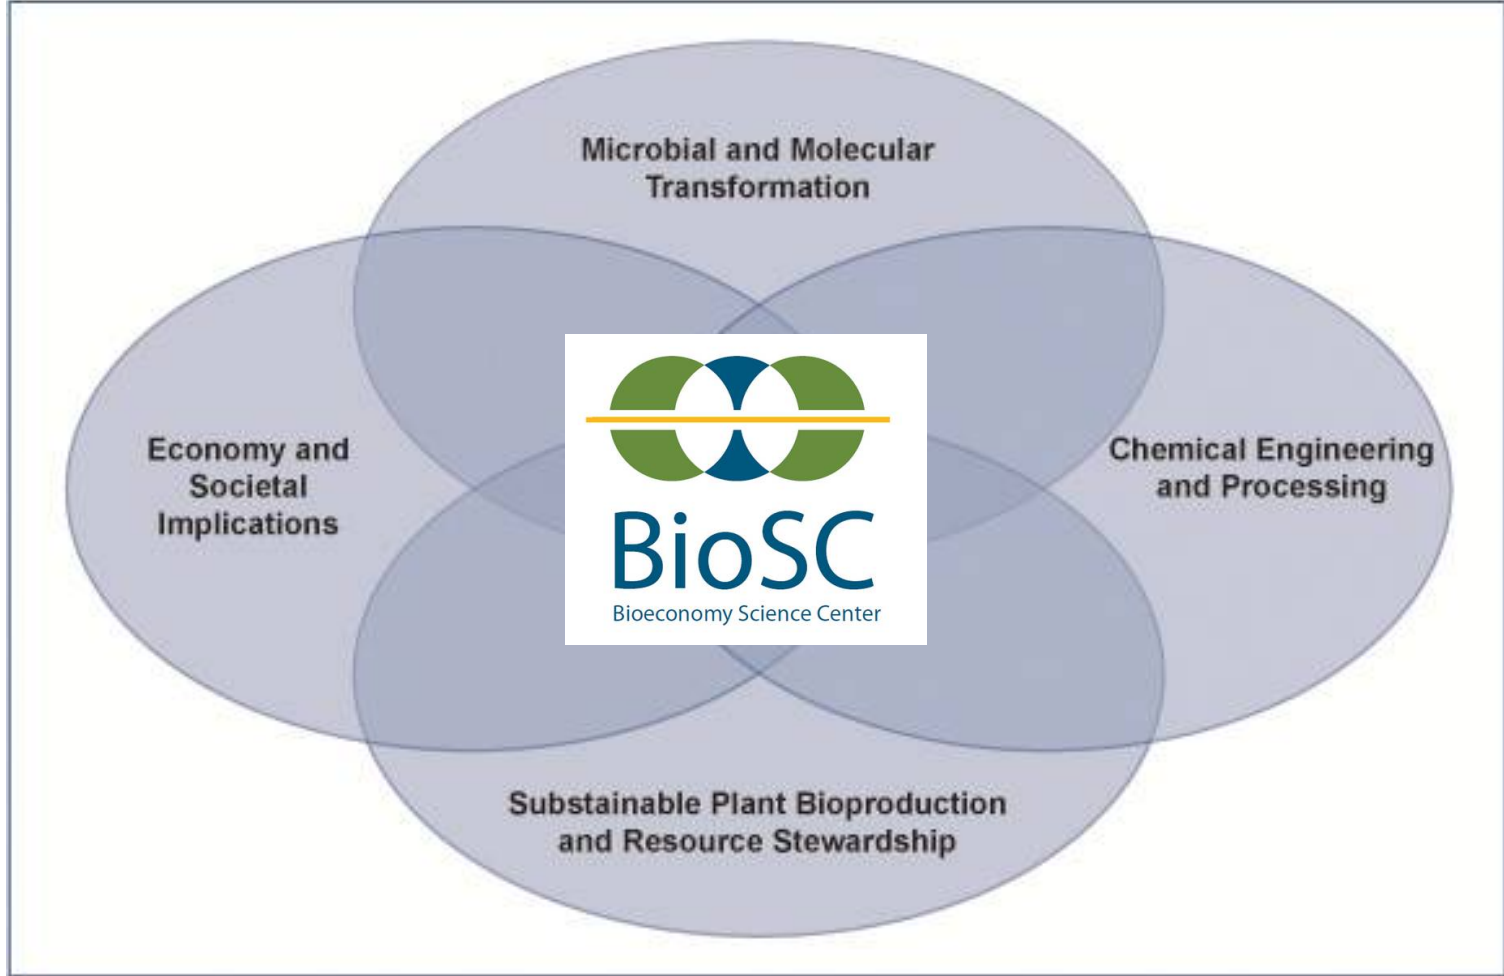 Microbial and Molecular
Transformation
Economy and
Societal
Implications
Chemical Engineering
and Processing
BioSC
Bioeconomy Science Center
Substainable Plant Bioproduction
and Resource Stewardship